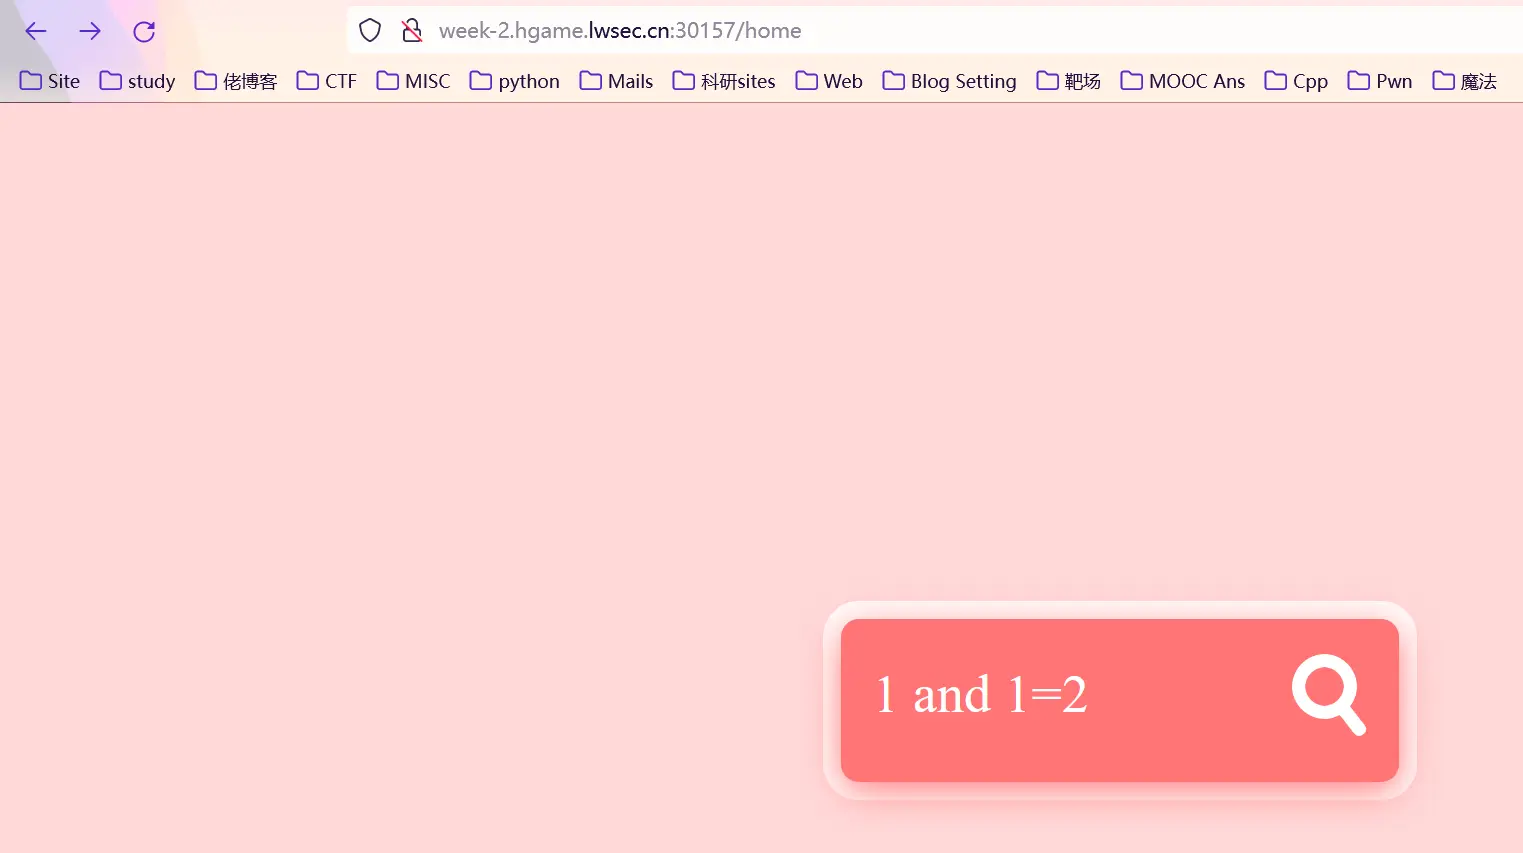 week-2.hgame.lwsec.cn:30157/home
Site study 佬博客 CTF MISC python Mails 科研sites Web Blog Setting 靶场 MOOC Ans Cpp Pwn 魔法
1 and 1=2